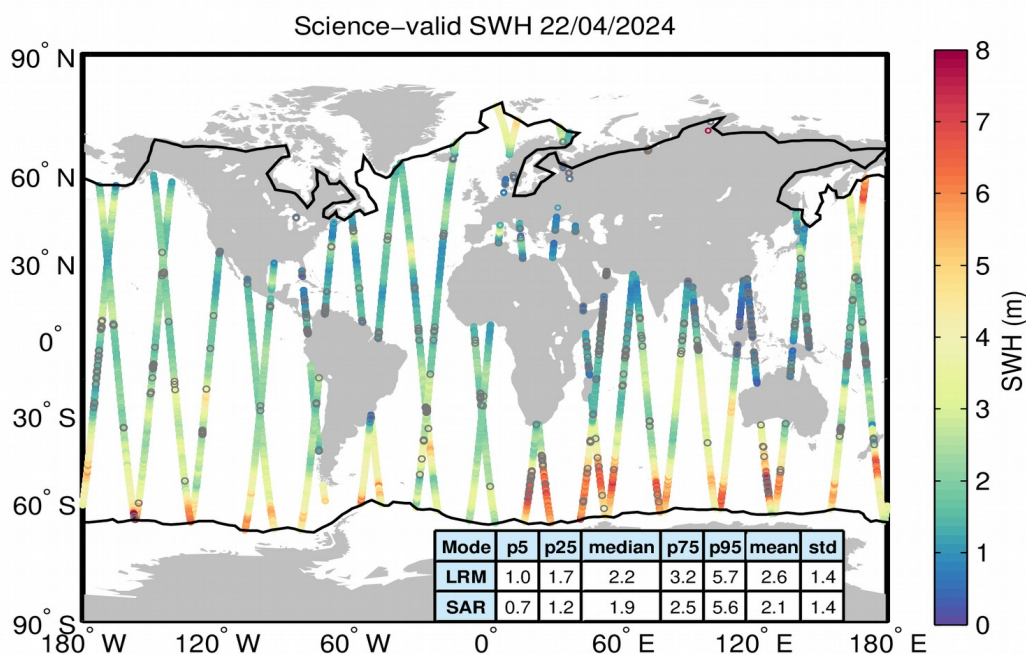 Science−valid SWH 22/04/2024
90° N
60° N
30° N
0°
30° S
60° S
90° S
180° W
120° W
60° W
0°
60° E
120° E
180° E
8
7
6
5
4
3
2
1
0
SWH (m)
Mode p5 p25 median p75 p95 mean std
LRM 1.0 1.7 2.2 3.2 5.7 2.6 1.4
SAR 0.7 1.2 1.9 2.5 5.6 2.1 1.4